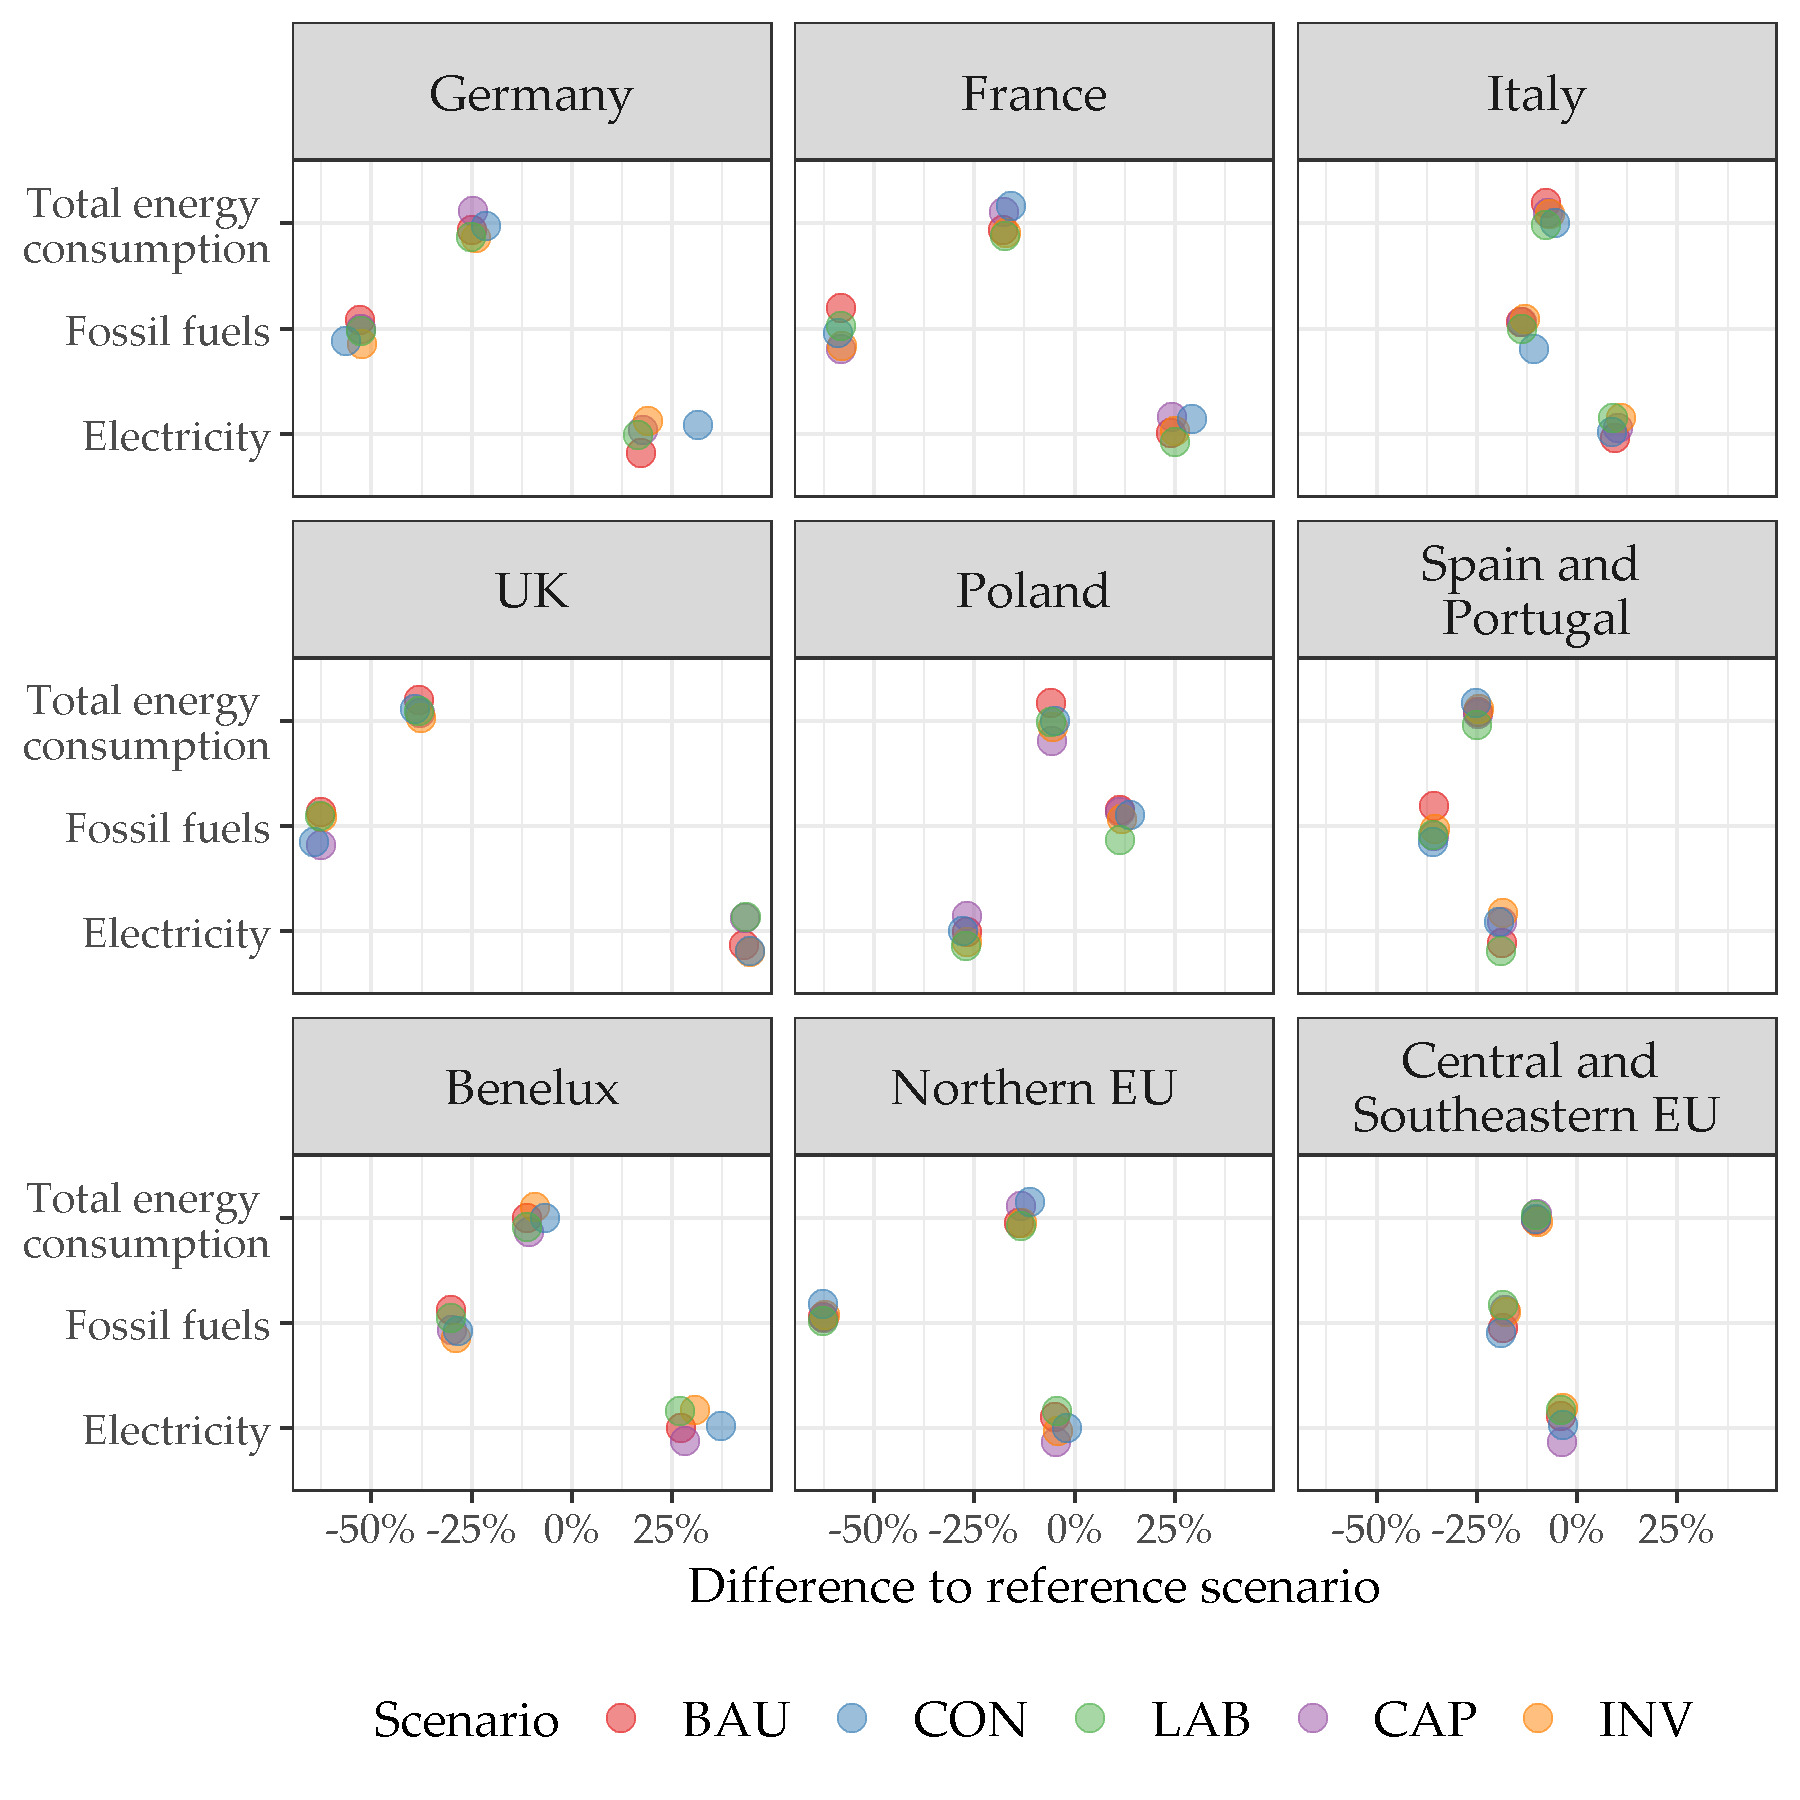 Germany
France
Italy
Total energy
consumption
Fossil fuels
Electricity
UK
Poland
Spain and
Portugal
Total energy
consumption
Fossil fuels
Electricity
Benelux
Northern EU
Central and
Southeastern EU
Total energy
consumption
Fossil fuels
Electricity
-50% -25% 0% 25%
-50% -25% 0% 25%
-50% -25% 0% 25%
Difference to reference scenario
Scenario BAU CON LAB CAP INV